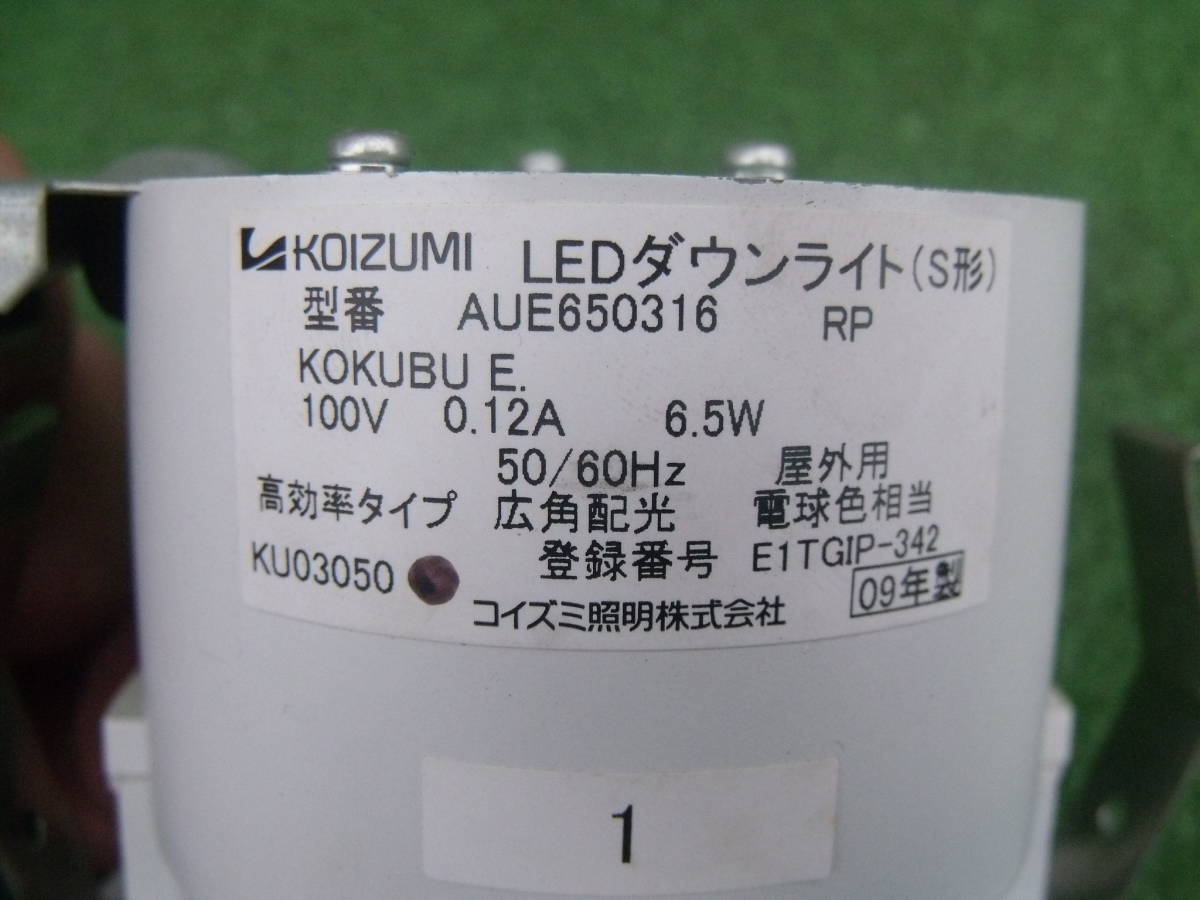 KOIZUMI LEDダウンライト(S形)
型番 AUE650316 RP
KOKUBU E.
100V 0.12A 6.5W
50/60Hz 屋外用
高効率タイプ 広角配光 電球色相当
KU03050 登録番号 E1TGIP-342
コイズミ照明株式会社 09年製
1